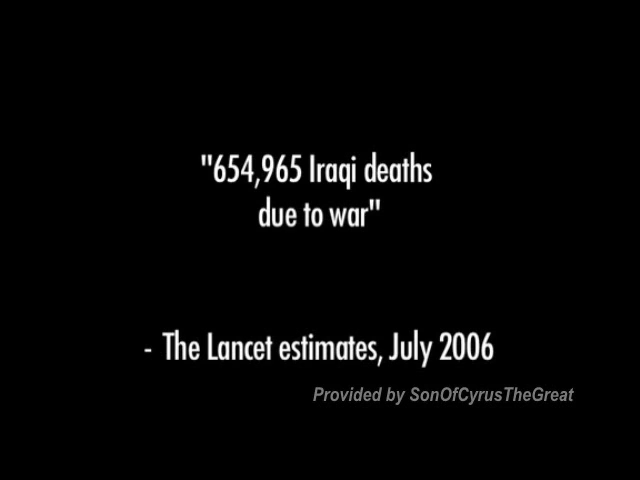 "654,965 Iraqi deaths
due to war"
- The Lancet estimates, July 2006
Provided by SonOfCyrusTheGreat